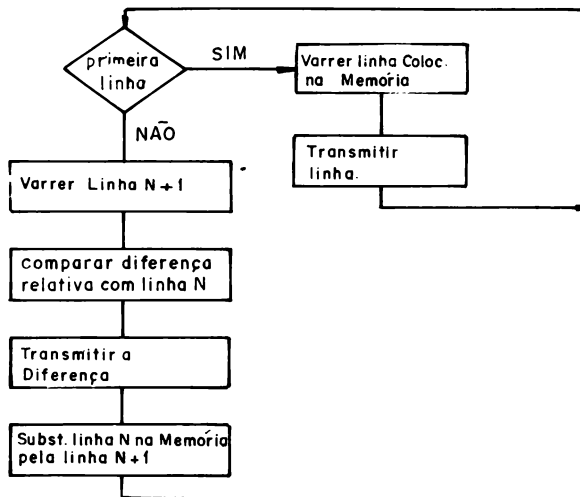 primeira
linha
SIM
Varrer linha Coloc.
na Memória
Transmitir
linha.
NÃO
Varrer Linha N+1
Comparar diferença
relativa com linha N
Transmitir a
Diferença
Subst. linha N na Memória
pela linha N+1